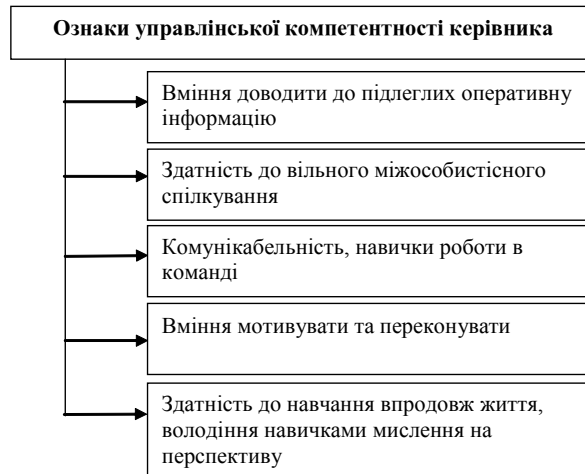 Ознаки управлінської компетентності керівника
Вміння доводити до підлеглих оперативну
інформацію
Здатність до вільного міжособистісного
спілкування
Комунікабельність, навички роботи в
команді
Вміння мотивувати та переконувати
Здатність до навчання впродовж життя,
володіння навичками мислення на
перспективу